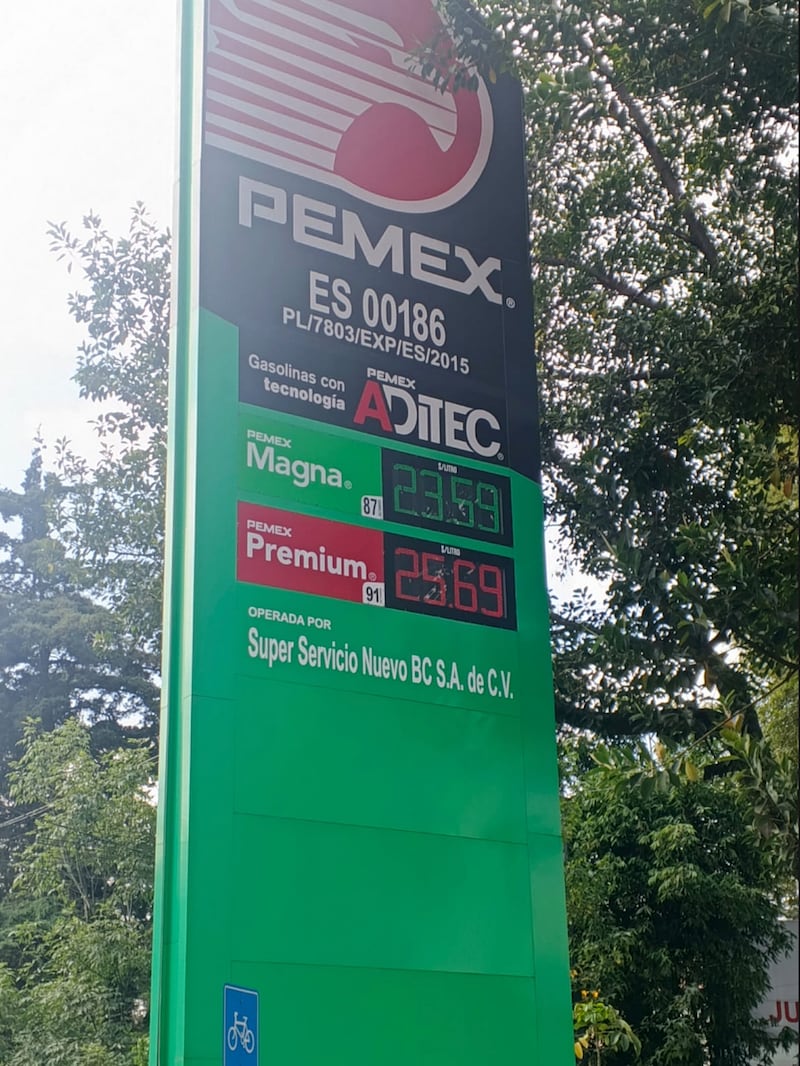 PEMEX®
ES 00186
PL/7803/EXP/ES/2015
Gasolinas con
tecnología
PEMEX
ADITEC®
PEMEX
Magna®
87
$/LITRO
23.59
PEMEX
Premium®
91
$/LITRO
25.69
OPERADA POR
Super Servicio Nuevo BC S.A. de C.V.
JU